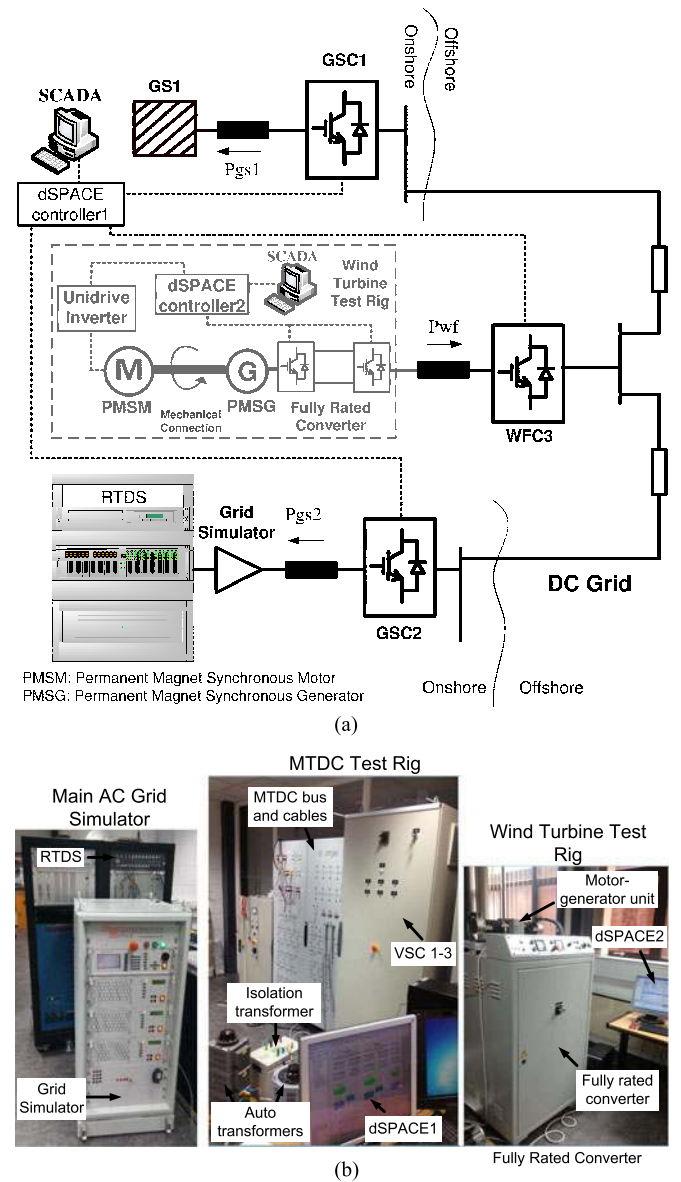 Onshore
Offshore
GSC1
GS1
SCADA
Pgs1
dSPACE
controller1
SCADA
Wind
Turbine
Test Rig
dSPACE
controller2
Unidrive
Inverter
Pwf
M
G
PMSM
Mechanical
Connection
PMSG
Fully Rated
Converter
WFC3
RTDS
Grid
Simulator
Pgs2
GSC2
DC Grid
Onshore
Offshore
PMSM: Permanent Magnet Synchronous Motor
PMSG: Permanent Magnet Synchronous Generator
(a)
MTDC Test Rig
Main AC Grid
Simulator
MTDC bus
and cables
Wind Turbine Test
Rig
RTDS
Motor-
generator unit
dSPACE2
VSC 1-3
Isolation
transformer
Grid
Simulator
Auto
transformers
dSPACE1
Fully rated
converter
Fully Rated Converter
(b)